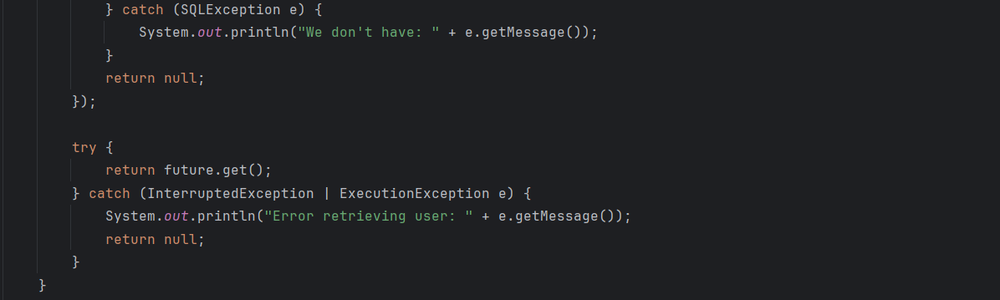 } catch (SQLException e) {
System.out.println("We don't have: " + e.getMessage());
}
return null;
});
try {
return future.get();
} catch (InterruptedException | ExecutionException e) {
System.out.println("Error retrieving user: " + e.getMessage());
return null;
}
}